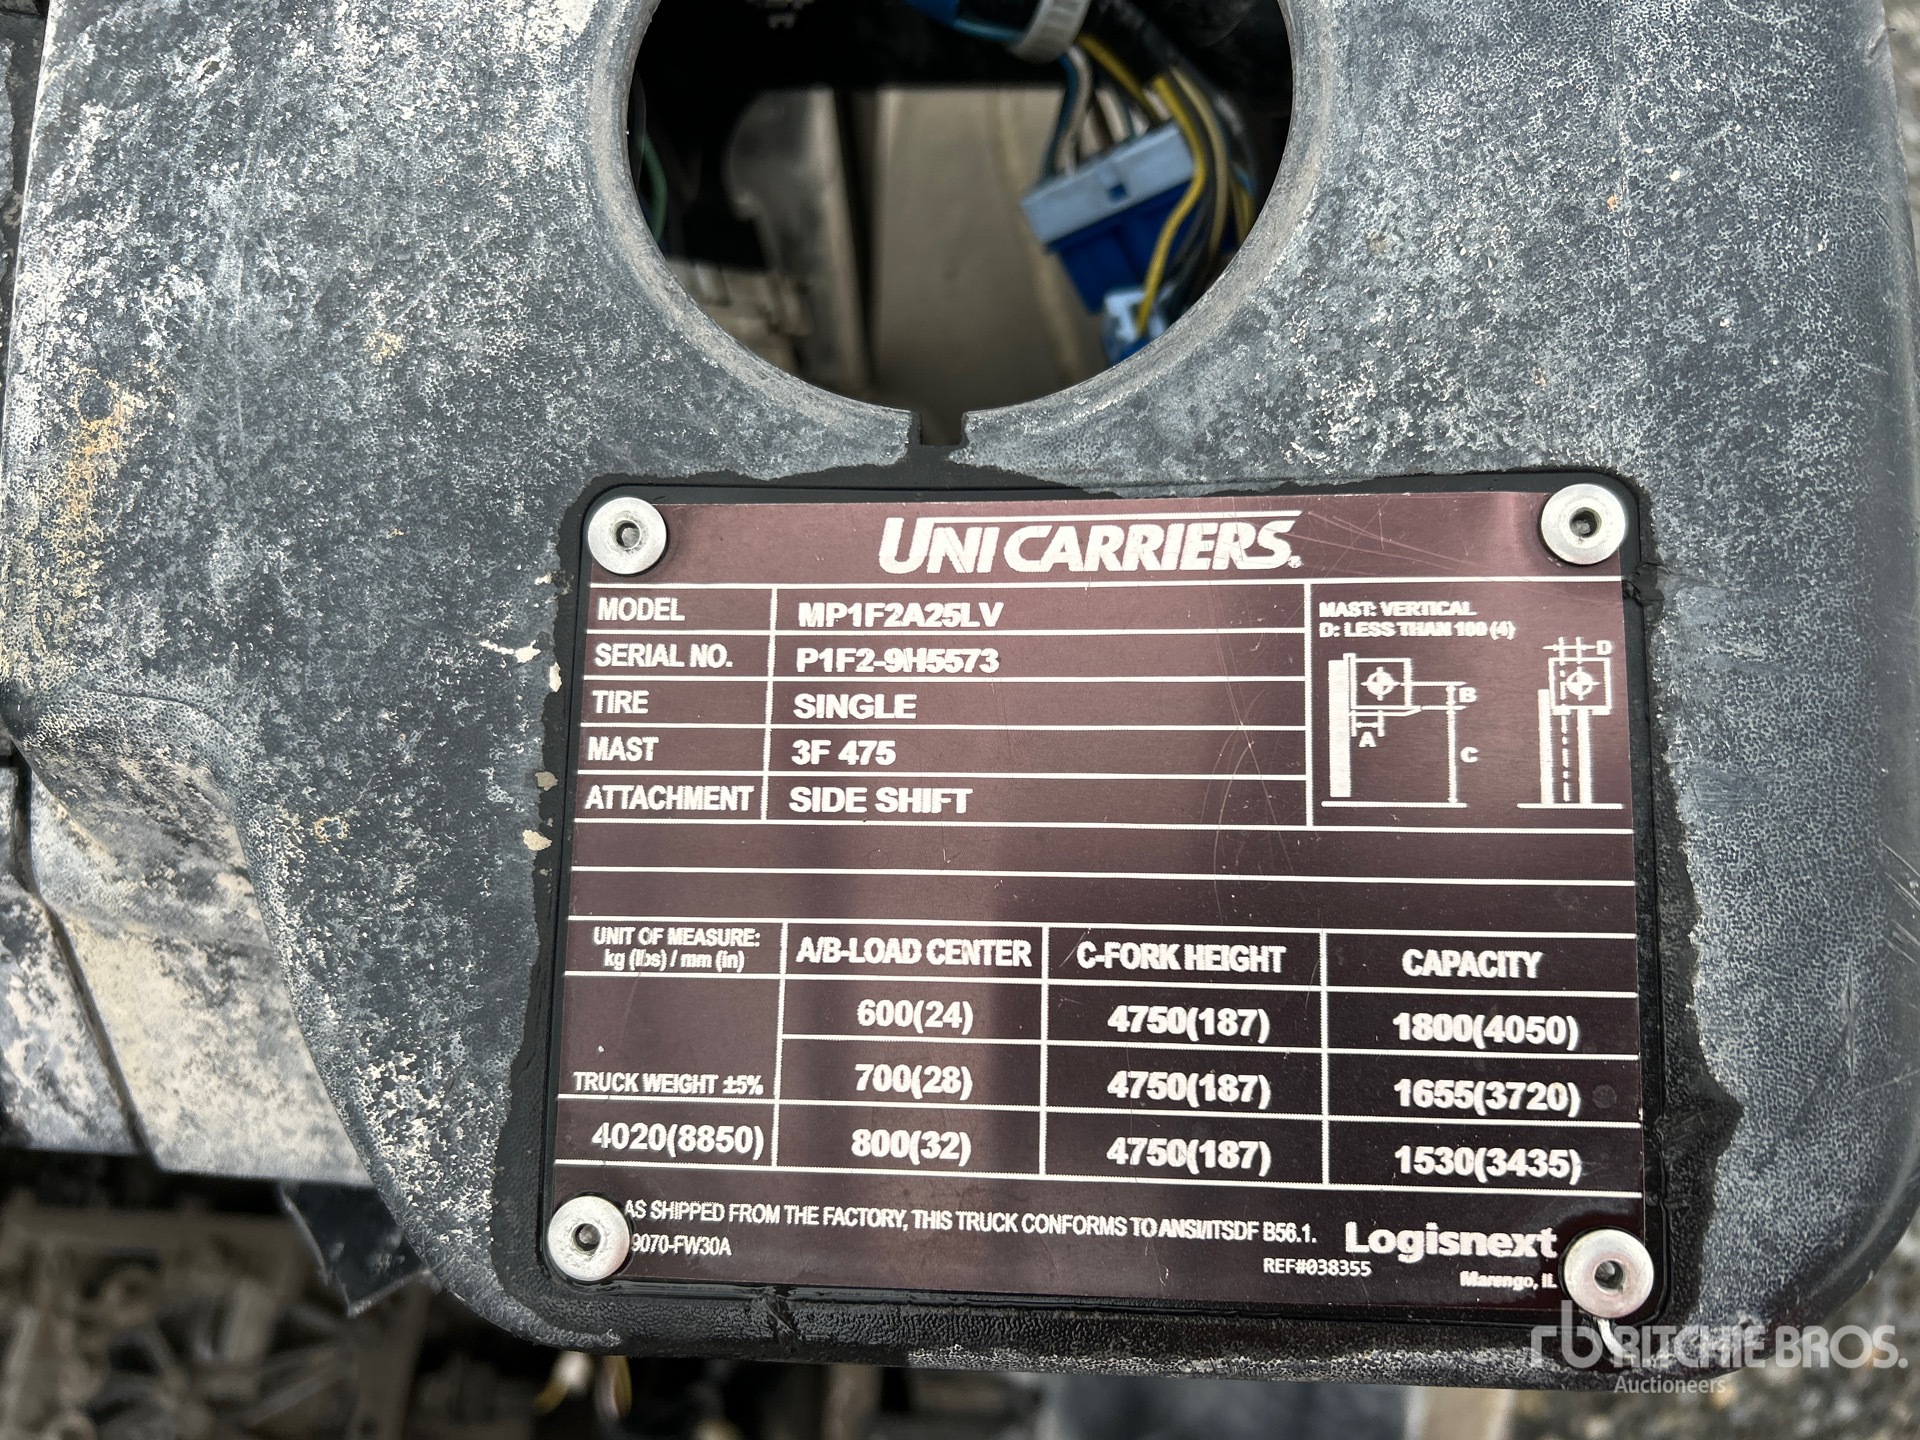 UNICARRIERS
MODEL MP1F2A25LV
SERIAL NO. P1F2-9H5573
TIRE SINGLE
MAST 3F 475
ATTACHMENT SIDE SHIFT
MAST: VERTICAL
D: LESS THAN 100 (4)
D
B
A
C
UNIT OF MEASURE:
kg (lbs) / mm (in)
A/B-LOAD CENTER C-FORK HEIGHT CAPACITY
600(24) 4750(187) 1800(4050)
TRUCK WEIGHT ±5% 700(28) 4750(187) 1655(3720)
4020(8850) 800(32) 4750(187) 1530(3435)
AS SHIPPED FROM THE FACTORY, THIS TRUCK CONFORMS TO ANSI/ITSDF B56.1.
9070-FW30A
Logisnext
REF#038355
Marengo, IL
rb RITCHIE BROS.
Auctioneers